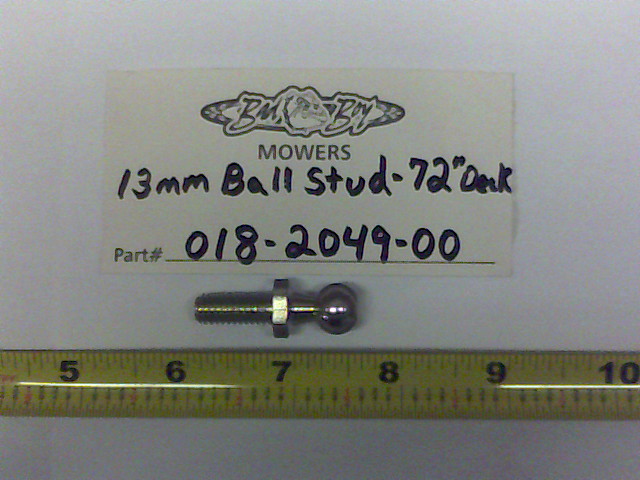 Bad Boy
MOWERS
13mm Ball Stud-72" Deck
Part# 018-2049-00
5 6 7 8 9 10